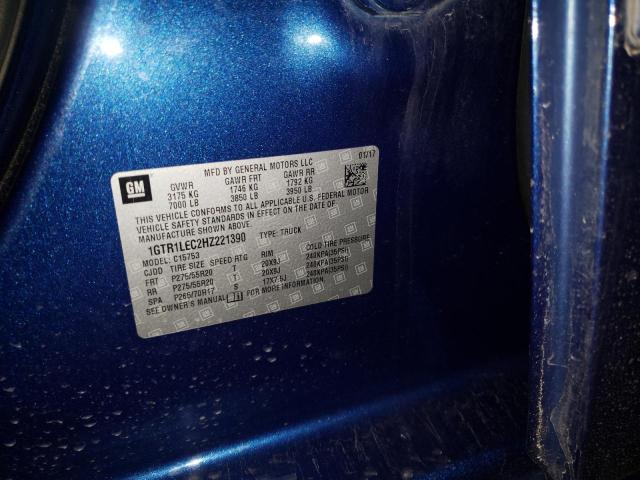 MFD BY GENERAL MOTORS LLC 01/17
GM
GVWR GAWR FRT GAWR RR
3175 KG 1746 KG 1792 KG
7000 LB 3850 LB 3950 LB
THIS VEHICLE CONFORMS TO ALL APPLICABLE U.S. FEDERAL MOTOR
VEHICLE SAFETY STANDARDS IN EFFECT ON THE DATE OF
MANUFACTURE SHOWN ABOVE.
1GTR1LEC2HZ221390 TYPE: TRUCK
MODEL: C15753
CJDD TIRE SIZE SPEED RTG RIM COLD TIRE PRESSURE
FRT P275/55R20 T 20X9J 240KPA(35PSI)
RR P275/55R20 T 20X9J 240KPA(35PSI)
SPA P265/70R17 S 17X7.5J 240KPA(35PSI)
SEE OWNER'S MANUAL FOR MORE INFORMATION.